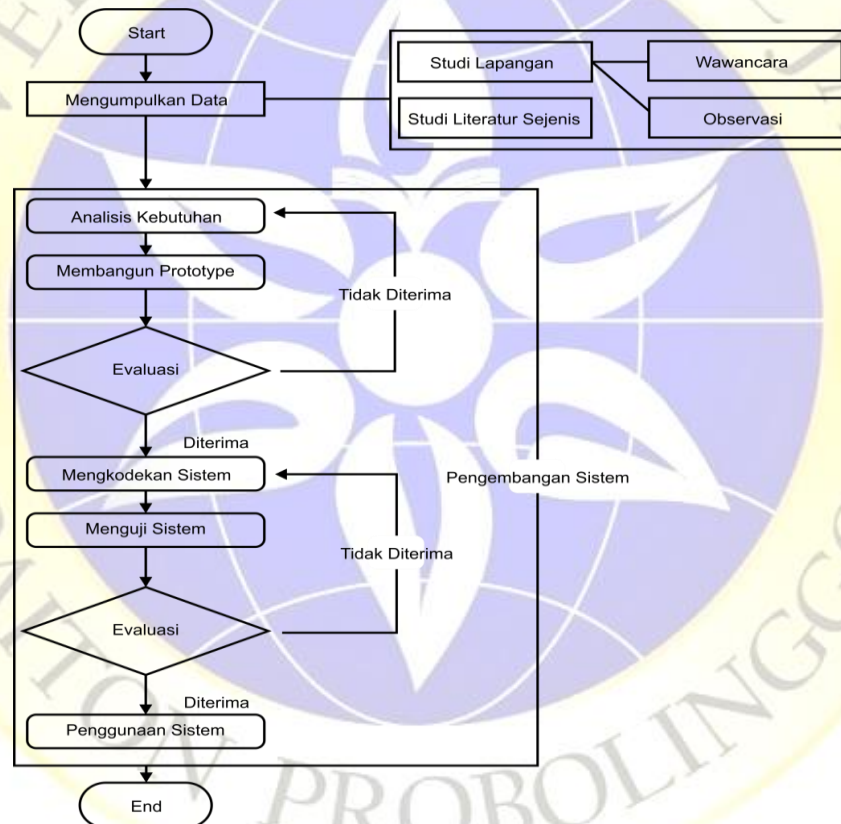 Start
Mengumpulkan Data
Studi Lapangan
Wawancara
Studi Literatur Sejenis
Observasi
Analisis Kebutuhan
Membangun Prototype
Tidak Diterima
Evaluasi
Diterima
Mengkodekan Sistem
Pengembangan Sistem
Menguji Sistem
Tidak Diterima
Evaluasi
Diterima
Penggunaan Sistem
End
PROBOLINGGO